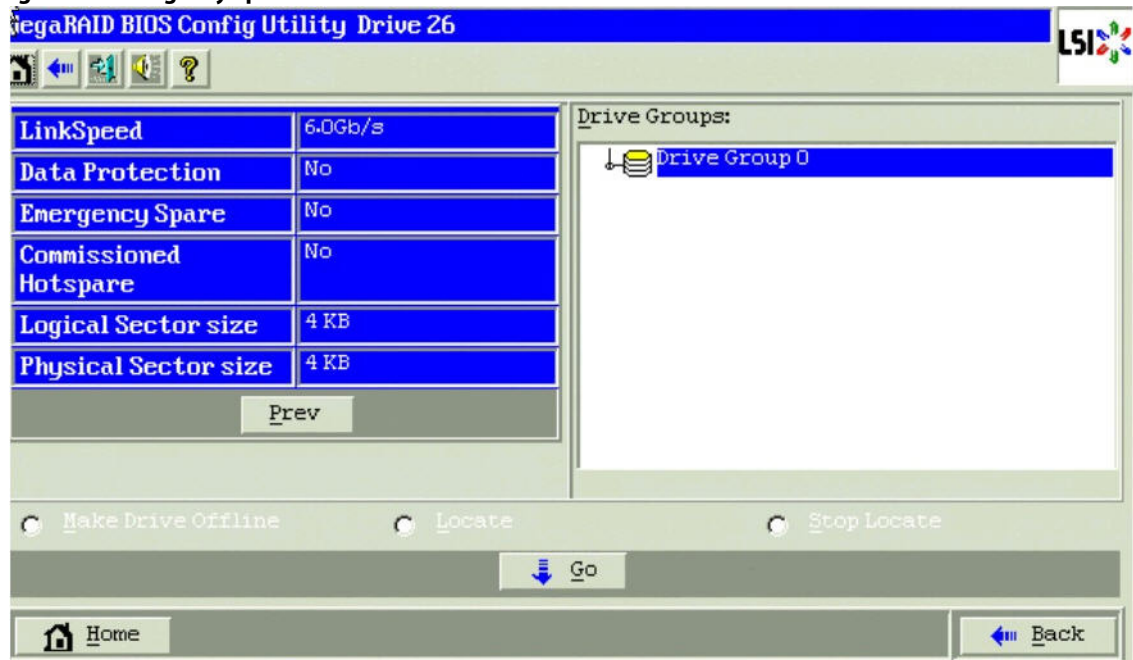 egaRAID BIOS Config Utility Drive 26
LSI
LinkSpeed 6.0Gb/s
Data Protection No
Emergency Spare No
Commissioned Hotspare No
Logical Sector size 4 KB
Physical Sector size 4 KB
Prev
Drive Groups:
Drive Group 0
Make Drive Offline Locate Stop Locate
Go
Home Back